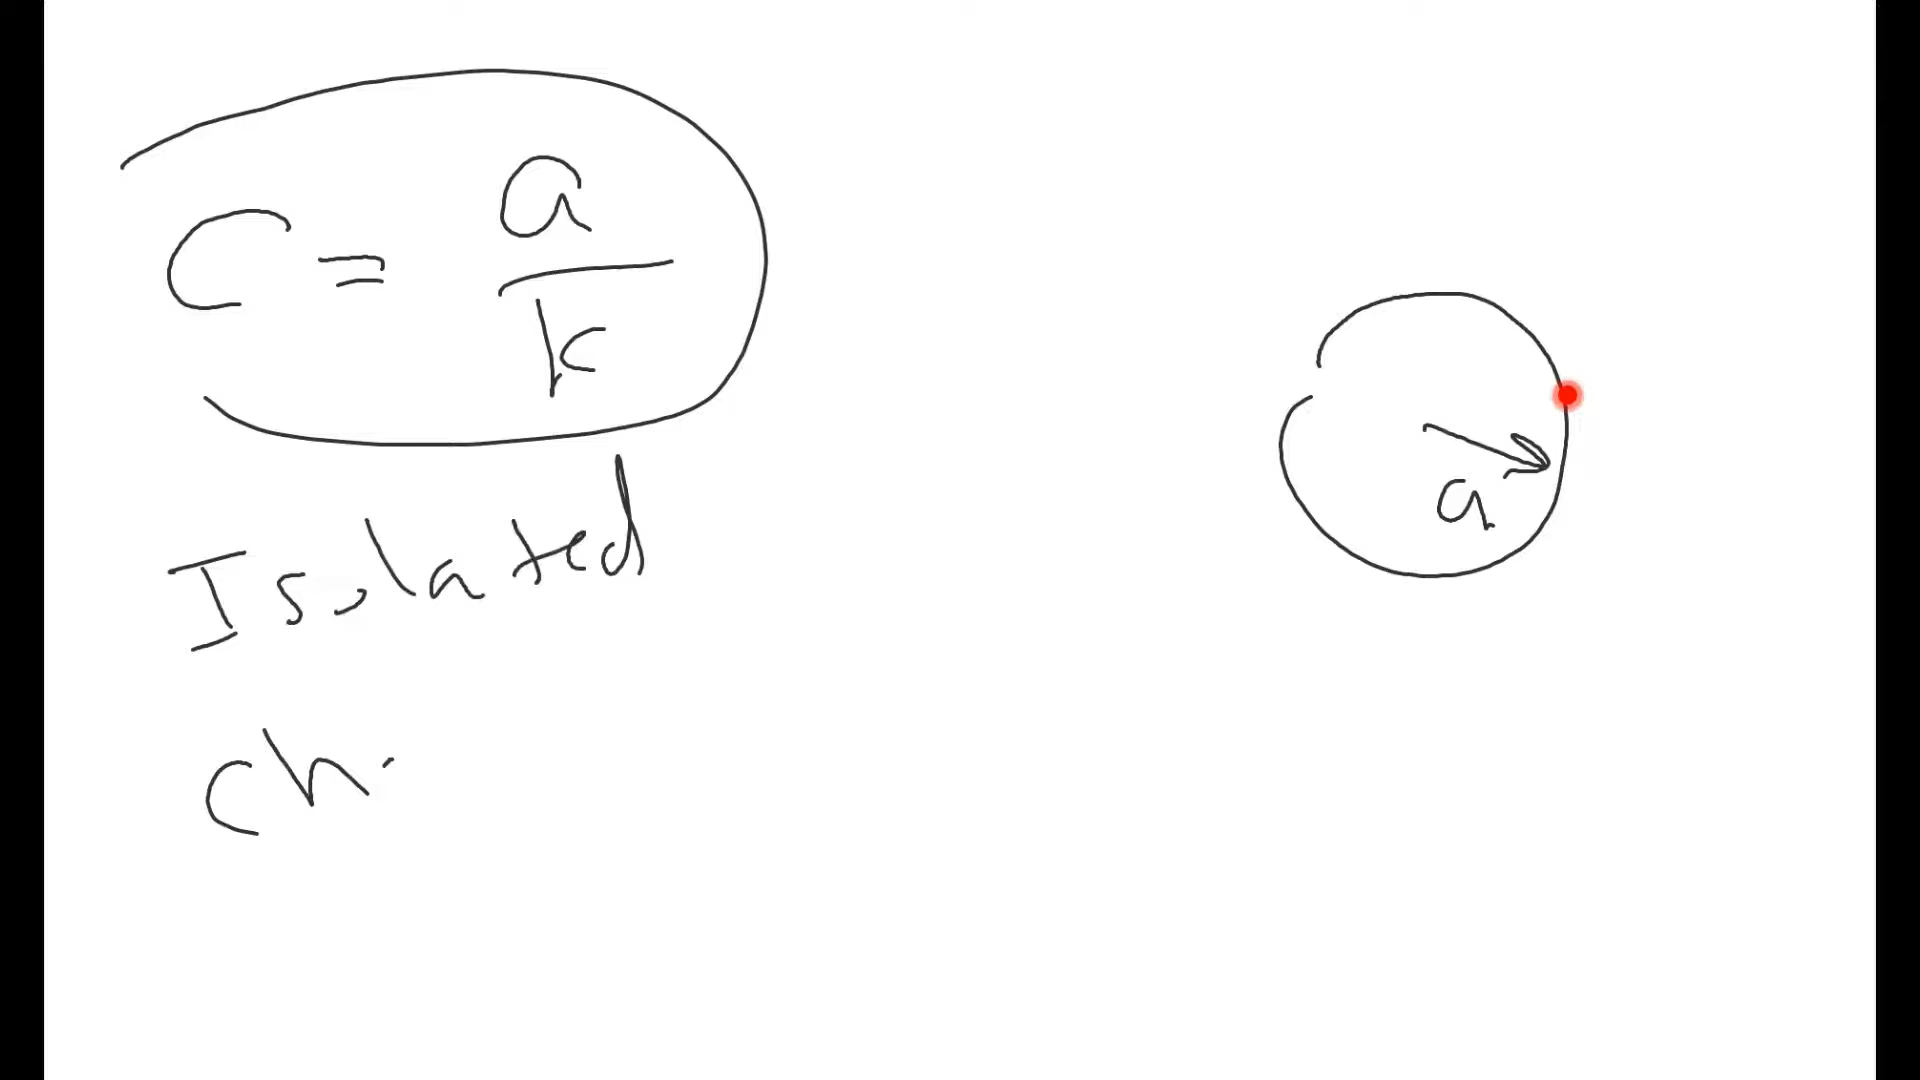 C = a/k
Isolated
Ch.
a